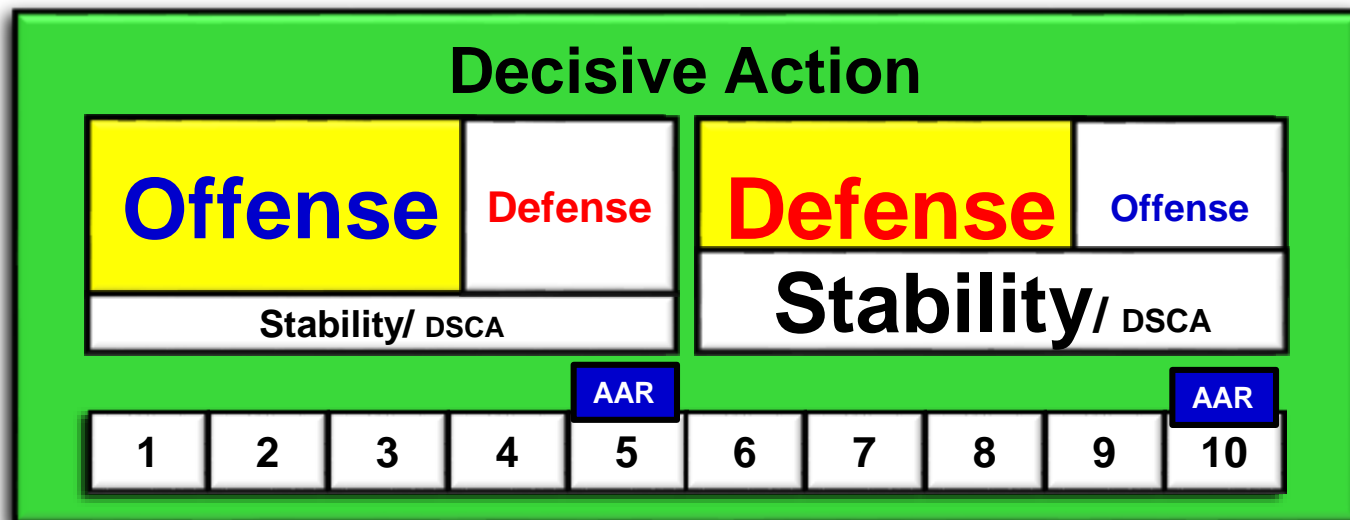 Decisive Action
Offense
Defense
Stability/ DSCA
Defense
Offense
Stability/ DSCA
AAR
AAR
1 2 3 4 5 6 7 8 9 10